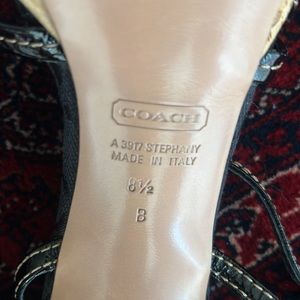 COACH
A 3917 STEPHANY
MADE IN ITALY
8½
B